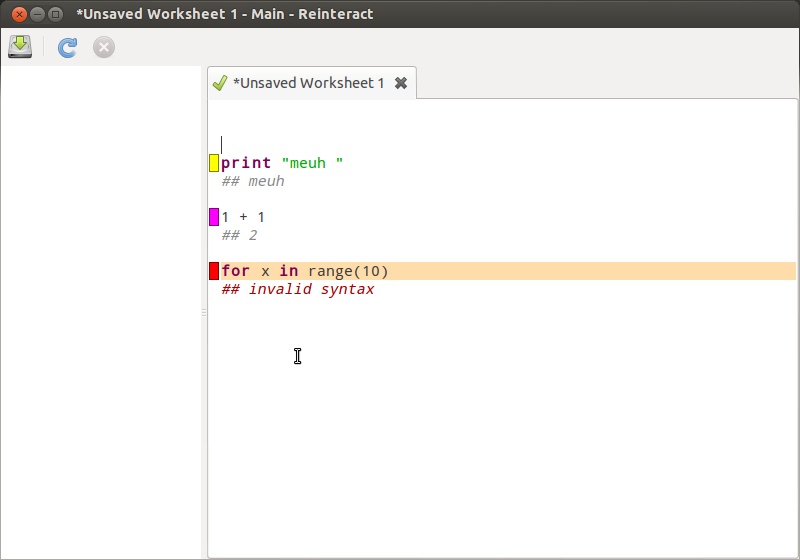 *Unsaved Worksheet 1 - Main - Reinteract
*Unsaved Worksheet 1
print "meuh "
## meuh
1 + 1
## 2
for x in range(10)
## invalid syntax